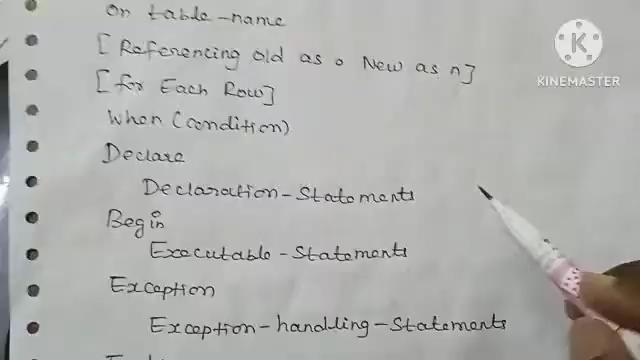 on table-name
[Referencing old as o New as n]
[for Each Row]
When (condition)
Declare
Declaration-Statements
Begin
Executable-Statements
Exception
Exception-handling-Statements
KINEMASTER